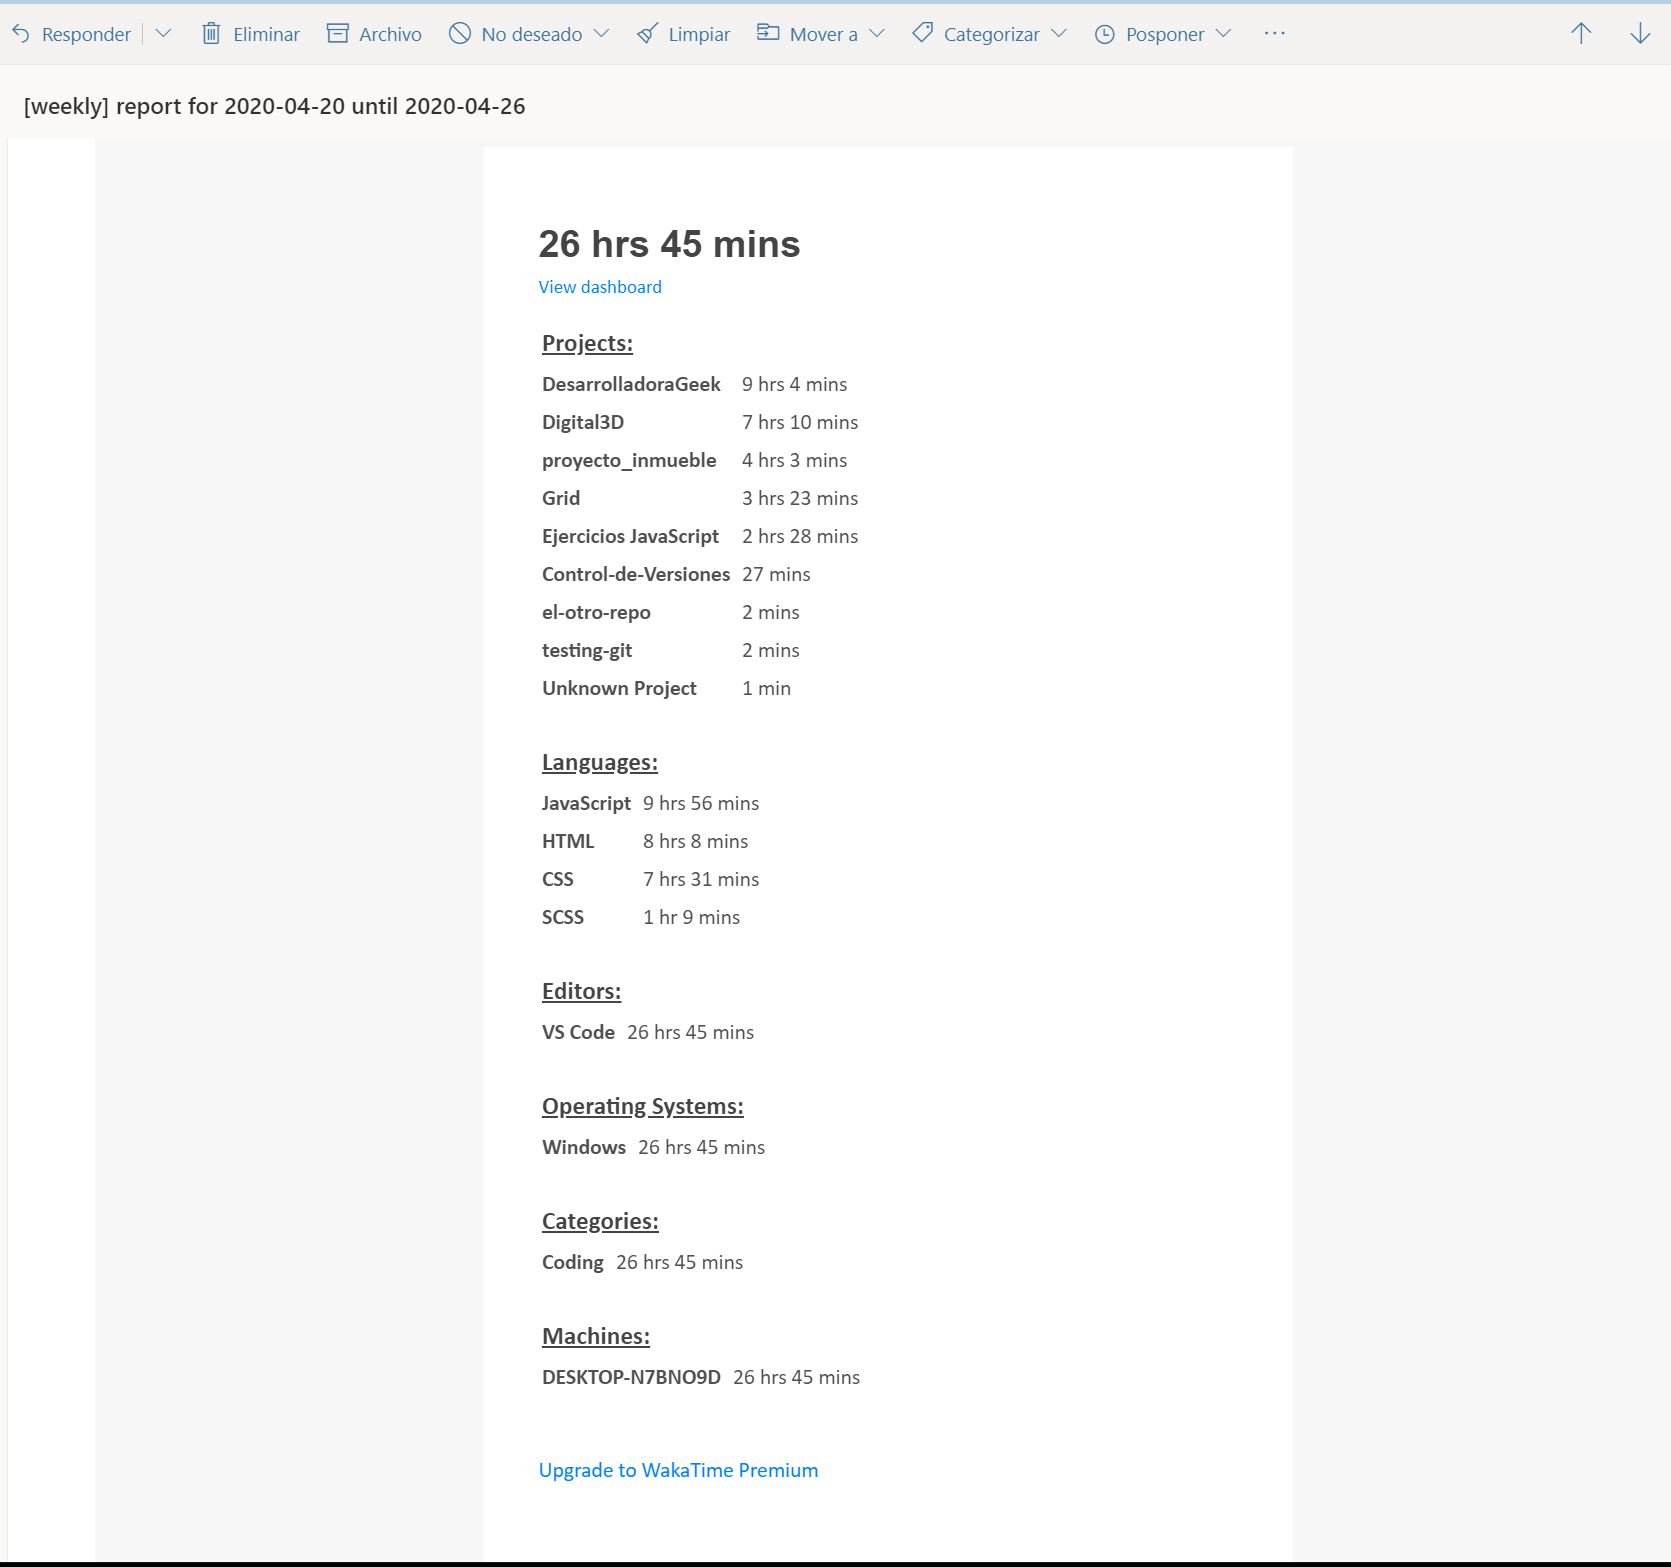 Responder Eliminar Archivo No deseado Limpiar Mover a Categorizar Posponer ...
[weekly] report for 2020-04-20 until 2020-04-26
26 hrs 45 mins
View dashboard
Projects:
DesarrolladoraGeek 9 hrs 4 mins
Digital3D 7 hrs 10 mins
proyecto_inmueble 4 hrs 3 mins
Grid 3 hrs 23 mins
Ejercicios JavaScript 2 hrs 28 mins
Control-de-Versiones 27 mins
el-otro-repo 2 mins
testing-git 2 mins
Unknown Project 1 min
Languages:
JavaScript 9 hrs 56 mins
HTML 8 hrs 8 mins
CSS 7 hrs 31 mins
SCSS 1 hr 9 mins
Editors:
VS Code 26 hrs 45 mins
Operating Systems:
Windows 26 hrs 45 mins
Categories:
Coding 26 hrs 45 mins
Machines:
DESKTOP-N7BNO9D 26 hrs 45 mins
Upgrade to WakaTime Premium